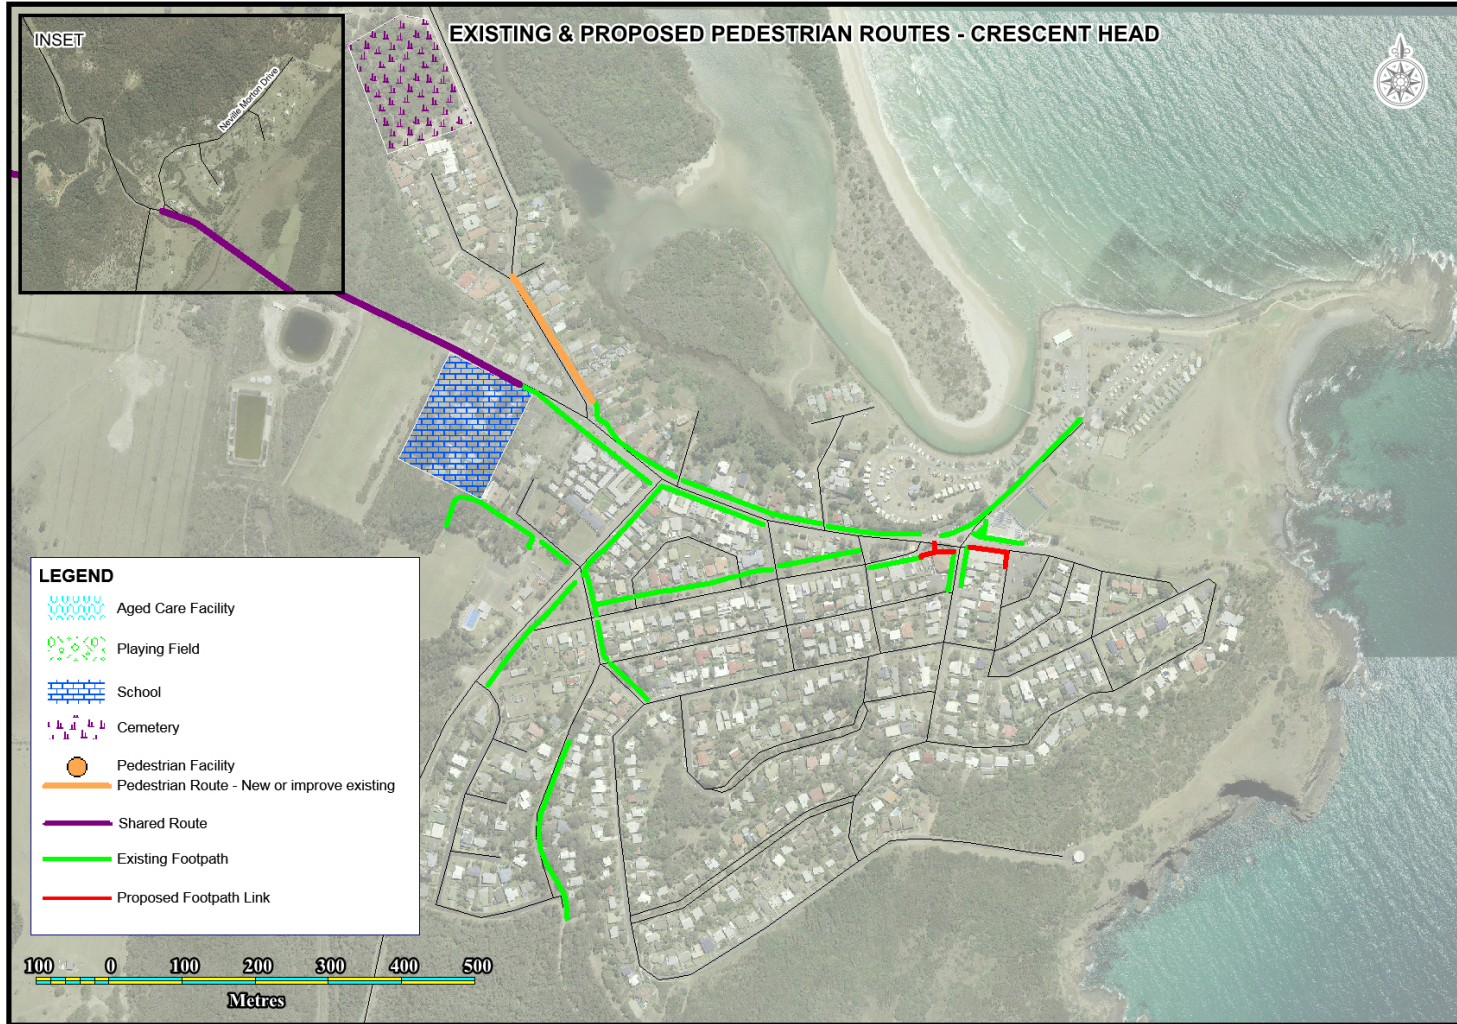 EXISTING & PROPOSED PEDESTRIAN ROUTES - CRESCENT HEAD
INSET
Neville Morton Drive
LEGEND
Aged Care Facility
Playing Field
School
Cemetery
Pedestrian Facility
Pedestrian Route - New or improve existing
Shared Route
Existing Footpath
Proposed Footpath Link
100 0 100 200 300 400 500
Metres